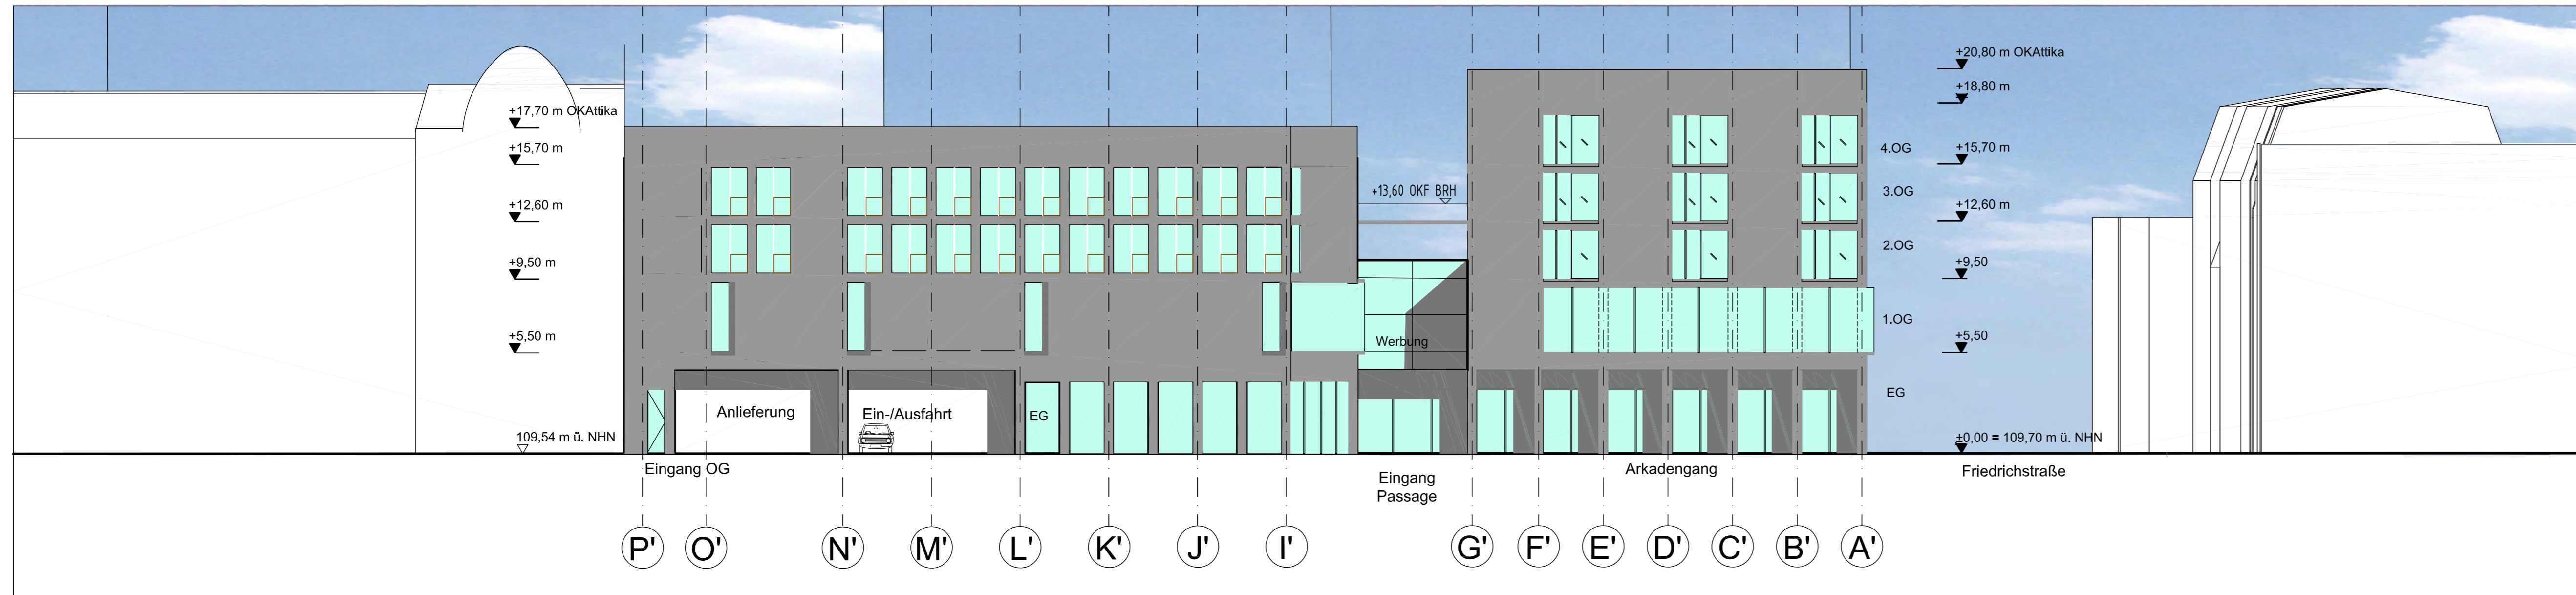 +20,80 m OKAttika
+18,80 m
+17,70 m OKAttika
+15,70 m
4.OG
+15,70 m
+13,60 OKF BRH
3.OG
+12,60 m
+12,60 m
2.OG
+9,50 m
+9,50
1.OG
+5,50 m
Werbung
+5,50
EG
Anlieferung
Ein-/Ausfahrt
EG
109,54 m ü. NHN
±0,00 = 109,70 m ü. NHN
Eingang OG
Eingang
Passage
Arkadengang
Friedrichstraße
P' O' N' M' L' K' J' I' G' F' E' D' C' B' A'